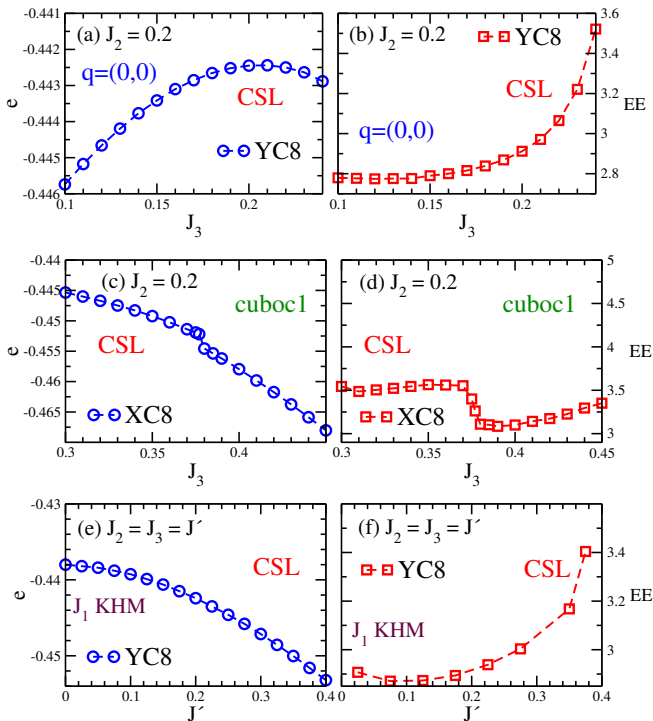 (a) J2 = 0.2
q=(0,0)
CSL
YC8
-0.441
-0.442
-0.443
-0.444
-0.445
-0.446
e
0.1 0.15 0.2
J3
(b) J2 = 0.2
YC8
CSL
q=(0,0)
3.6
3.4
3.2
3
2.8
EE
0.1 0.15 0.2
J3
(c) J2 = 0.2
cuboc1
CSL
XC8
-0.44
-0.445
-0.45
-0.455
-0.46
-0.465
e
0.3 0.35 0.4
J3
(d) J2 = 0.2
cuboc1
CSL
XC8
5
4.5
4
3.5
3
EE
0.3 0.35 0.4 0.45
J3
(e) J2 = J3 = J´
CSL
J1 KHM
YC8
-0.43
-0.44
-0.45
e
0 0.1 0.2 0.3 0.4
J´
(f) J2 = J3 = J´
YC8
CSL
J1 KHM
3.4
3.2
3
EE
0 0.1 0.2 0.3 0.4
J´